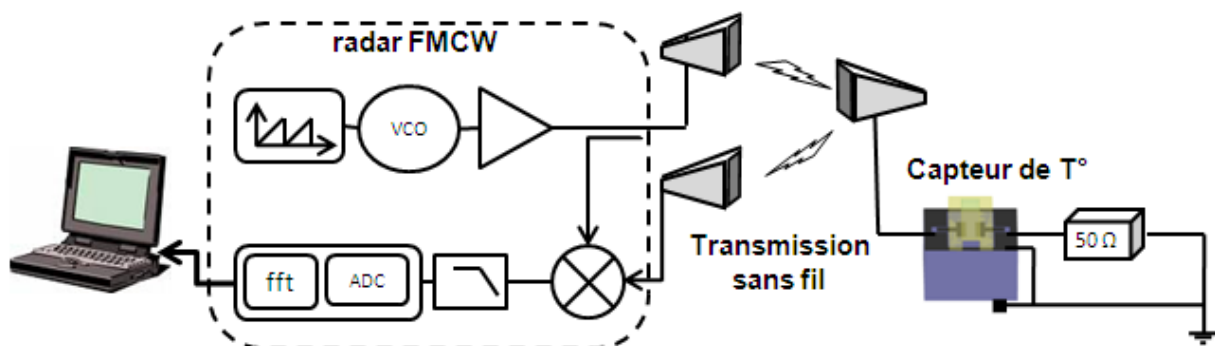 radar FMCW
VCO
Capteur de T°
Transmission
sans fil
50 Ω
fft
ADC